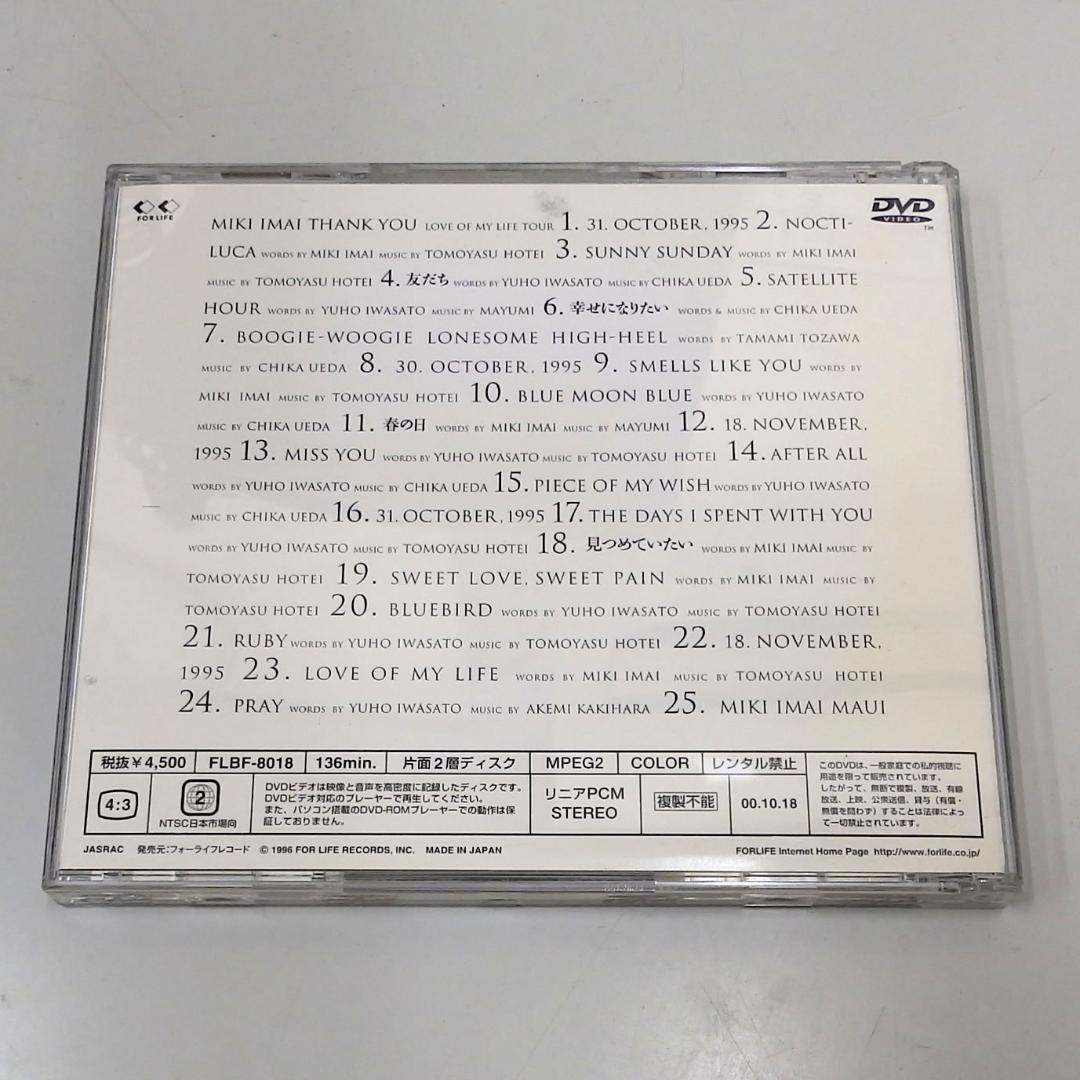 FOR LIFE
DVD
VIDEO
TM
MIKI IMAI THANK YOU LOVE OF MY LIFE TOUR 1. 31. OCTOBER, 1995 2. NOCTI-
LUCA WORDS BY MIKI IMAI MUSIC BY TOMOYASU HOTEI 3. SUNNY SUNDAY WORDS BY MIKI IMAI
MUSIC BY TOMOYASU HOTEI 4. 友だち WORDS BY YUHO IWASATO MUSIC BY CHIKA UEDA 5. SATELLITE
HOUR WORDS BY YUHO IWASATO MUSIC BY MAYUMI 6. 幸せになりたい WORDS & MUSIC BY CHIKA UEDA
7. BOOGIE-WOOGIE LONESOME HIGH-HEEL WORDS BY TAMAMI TOZAWA
MUSIC BY CHIKA UEDA 8. 30. OCTOBER, 1995 9. SMELLS LIKE YOU WORDS BY
MIKI IMAI MUSIC BY TOMOYASU HOTEI 10. BLUE MOON BLUE WORDS BY YUHO IWASATO
MUSIC BY CHIKA UEDA 11. 春の日 WORDS BY MIKI IMAI MUSIC BY MAYUMI 12. 18. NOVEMBER,
1995 13. MISS YOU WORDS BY YUHO IWASATO MUSIC BY TOMOYASU HOTEI 14. AFTER ALL
WORDS BY YUHO IWASATO MUSIC BY CHIKA UEDA 15. PIECE OF MY WISH WORDS BY YUHO IWASATO
MUSIC BY CHIKA UEDA 16. 31. OCTOBER, 1995 17. THE DAYS I SPENT WITH YOU
WORDS BY YUHO IWASATO MUSIC BY TOMOYASU HOTEI 18. 見つめていたい WORDS BY MIKI IMAI MUSIC BY
TOMOYASU HOTEI 19. SWEET LOVE, SWEET PAIN WORDS BY MIKI IMAI MUSIC BY
TOMOYASU HOTEI 20. BLUEBIRD WORDS BY YUHO IWASATO MUSIC BY TOMOYASU HOTEI
21. RUBY WORDS BY YUHO IWASATO MUSIC BY TOMOYASU HOTEI 22. 18. NOVEMBER,
1995 23. LOVE OF MY LIFE WORDS BY MIKI IMAI MUSIC BY TOMOYASU HOTEI
24. PRAY WORDS BY YUHO IWASATO MUSIC BY AKEMI KAKIHARA 25. MIKI IMAI MAUI
税抜¥4,500 FLBF-8018 136min. 片面2層ディスク MPEG2 COLOR レンタル禁止
4:3
2
NTSC日本市場向
DVDビデオは映像と音声を高密度に記録したディスクです。
DVDビデオ対応のプレーヤーで再生してください。
また、パソコン搭載のDVD-ROMプレーヤーでの動作は保
証しておりません。
リニアPCM
STEREO
複製不能
00.10.18
このDVDは、一般家庭での私的視聴に
用途を限って販売されています。
したがって、無断で複製、放送、有線
放送、上映、公衆送信、貸与（有償・
無償を問わず）することは法律によっ
て一切禁止されています。
JASRAC 発売元:フォーライフレコード © 1996 FOR LIFE RECORDS, INC. MADE IN JAPAN
FORLIFE Internet Home Page http://www.forlife.co.jp/